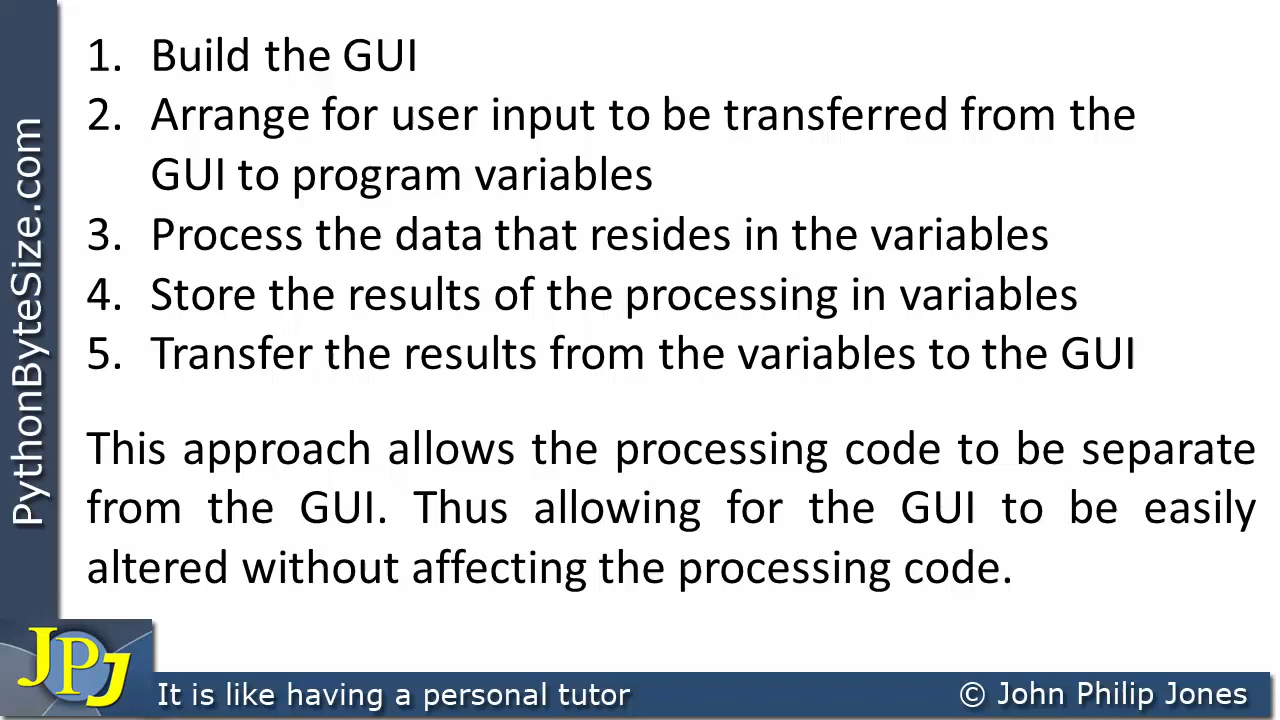 1. Build the GUI
2. Arrange for user input to be transferred from the
GUI to program variables
3. Process the data that resides in the variables
4. Store the results of the processing in variables
5. Transfer the results from the variables to the GUI
This approach allows the processing code to be separate
from the GUI. Thus allowing for the GUI to be easily
altered without affecting the processing code.
PythonByteSize.com
JPJ
It is like having a personal tutor
© John Philip Jones